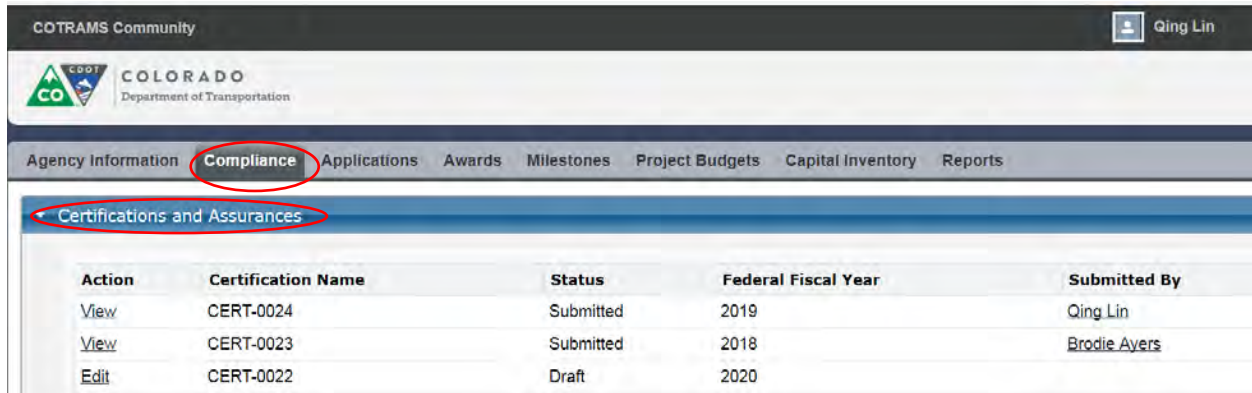 COTRAMS Community Qing Lin
CDOT
CO
COLORADO
Department of Transportation
Agency Information Compliance Applications Awards Milestones Project Budgets Capital Inventory Reports
Certifications and Assurances
Action Certification Name Status Federal Fiscal Year Submitted By
View CERT-0024 Submitted 2019 Qing Lin
View CERT-0023 Submitted 2018 Brodie Ayers
Edit CERT-0022 Draft 2020